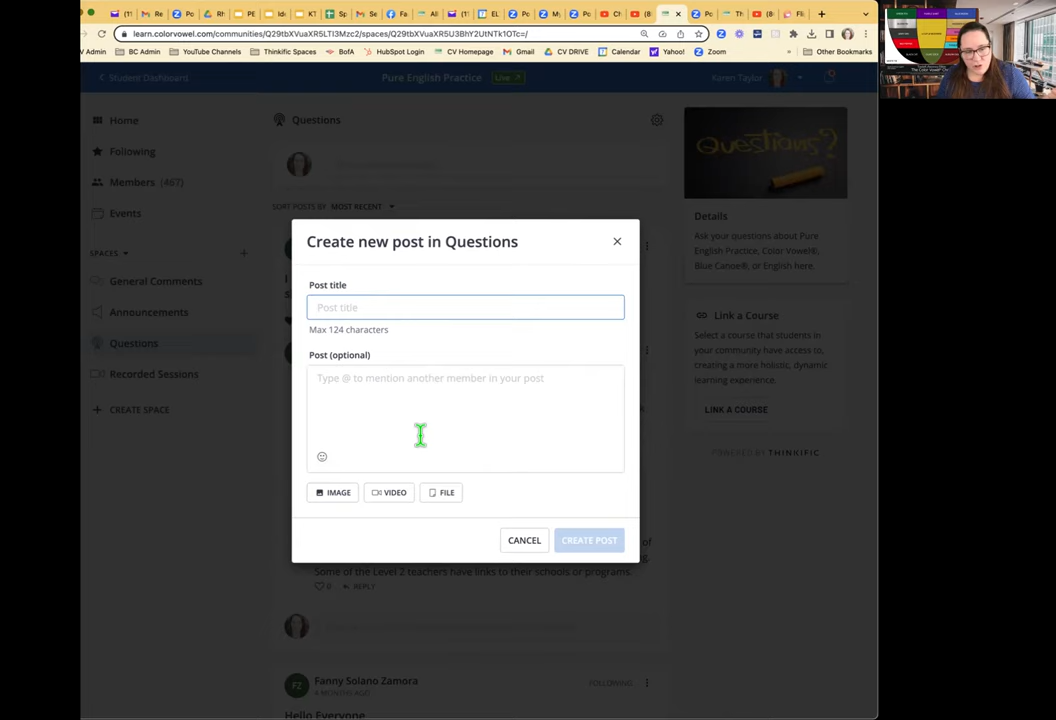 learn.colorvowel.com/communities/Q29tbXVuaXR5LTI3Mzc2/spaces/Q29tbXVuaXR5U3BhY2UtNTk1Otc=/
Admin
BC Admin
YouTube Channels
Thinkific Spaces
BofA
HubSpot Login
CV Homepage
Gmail
CV DRIVE
Calendar
Yahoo!
Zoom
»
Other Bookmarks
Student Dashboard
Pure English Practice
Live
Karen Taylor
Home
Following
Members (467)
Events
SPACES
General Comments
Announcements
Questions
Recorded Sessions
CREATE SPACE
Questions
SORT POSTS BY MOST RECENT
Create new post in Questions
Post title
Post title
Max 124 characters
Post (optional)
Type @ to mention another member in your post
IMAGE
VIDEO
FILE
CANCEL
CREATE POST
Some of the Level 2 teachers have links to their schools or programs.
0 REPLY
FZ
Fanny Solano Zamora
4 MONTHS AGO
FOLLOWING
Hello Everyone
Questions?
Details
Ask your questions about Pure
English Practice, Color Vowel®,
Blue Canoe®, or English here.
Link a Course
Select a course that students in
your community have access to,
creating a more holistic, dynamic
learning experience.
LINK A COURSE
POWERED BY THINKIFIC